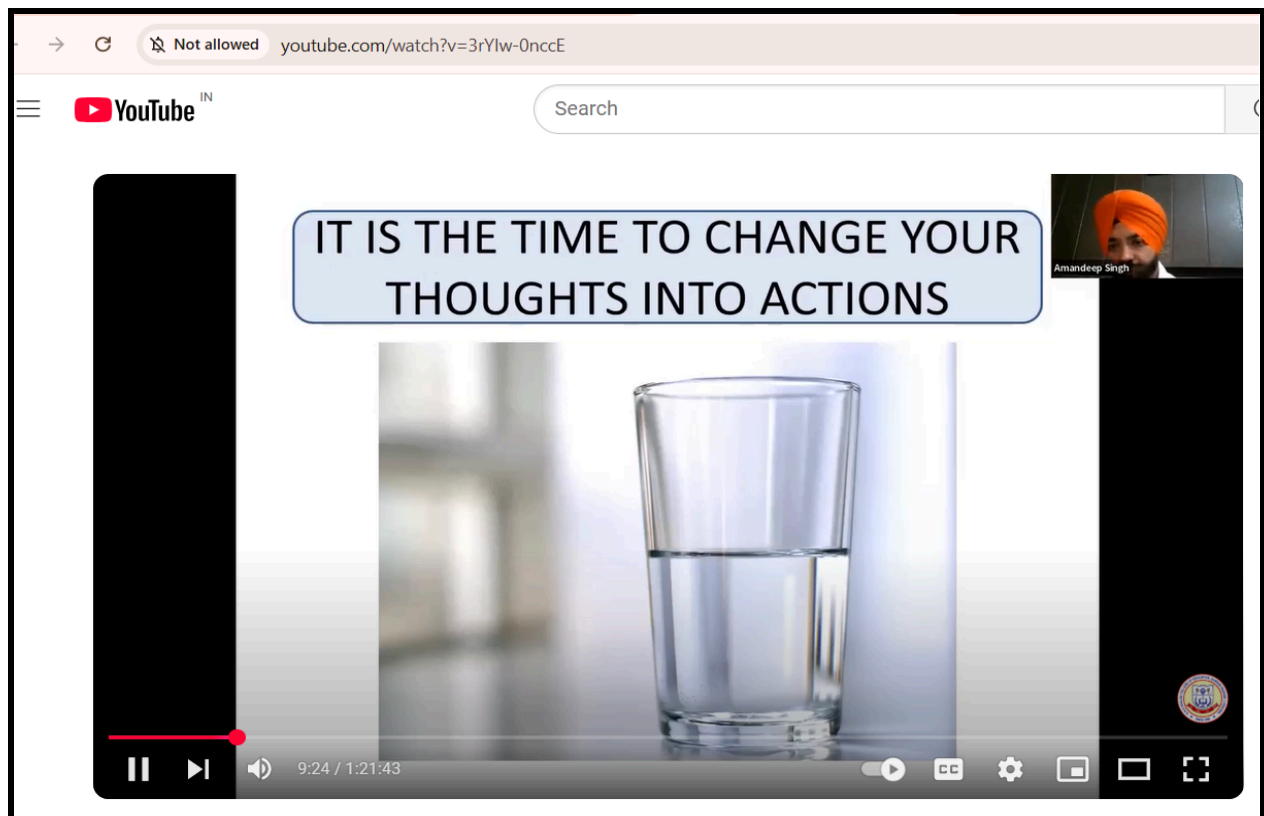 Not allowed youtube.com/watch?v=3rYIw-0nccE
YouTube IN
Search
IT IS THE TIME TO CHANGE YOUR
THOUGHTS INTO ACTIONS
Amandeep Singh
9:24 / 1:21:43
CC